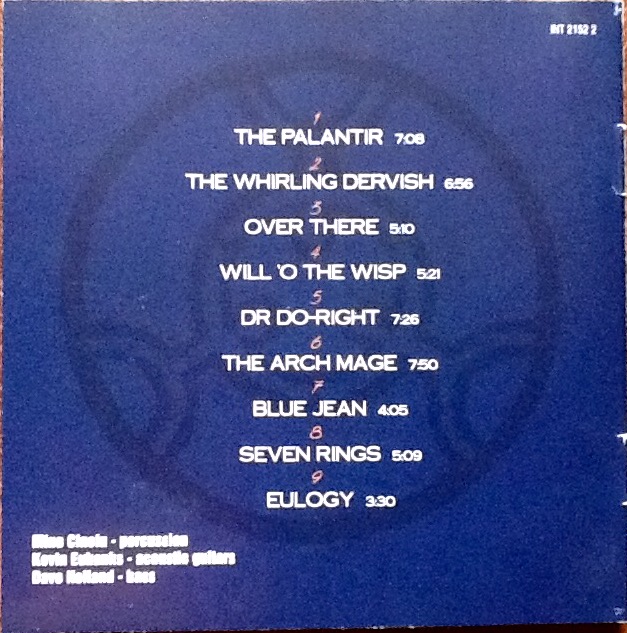 INT 2152 2
1
THE PALANTIR 7:08
2
THE WHIRLING DERVISH 6:56
3
OVER THERE 5:10
4
WILL 'O THE WISP 5:21
5
DR DO-RIGHT 7:26
6
THE ARCH MAGE 7:50
7
BLUE JEAN 4:05
8
SEVEN RINGS 5:09
9
EULOGY 3:30
Mino Cinelu - percussion
Kevin Eubanks - acoustic guitars
Dave Holland - bass